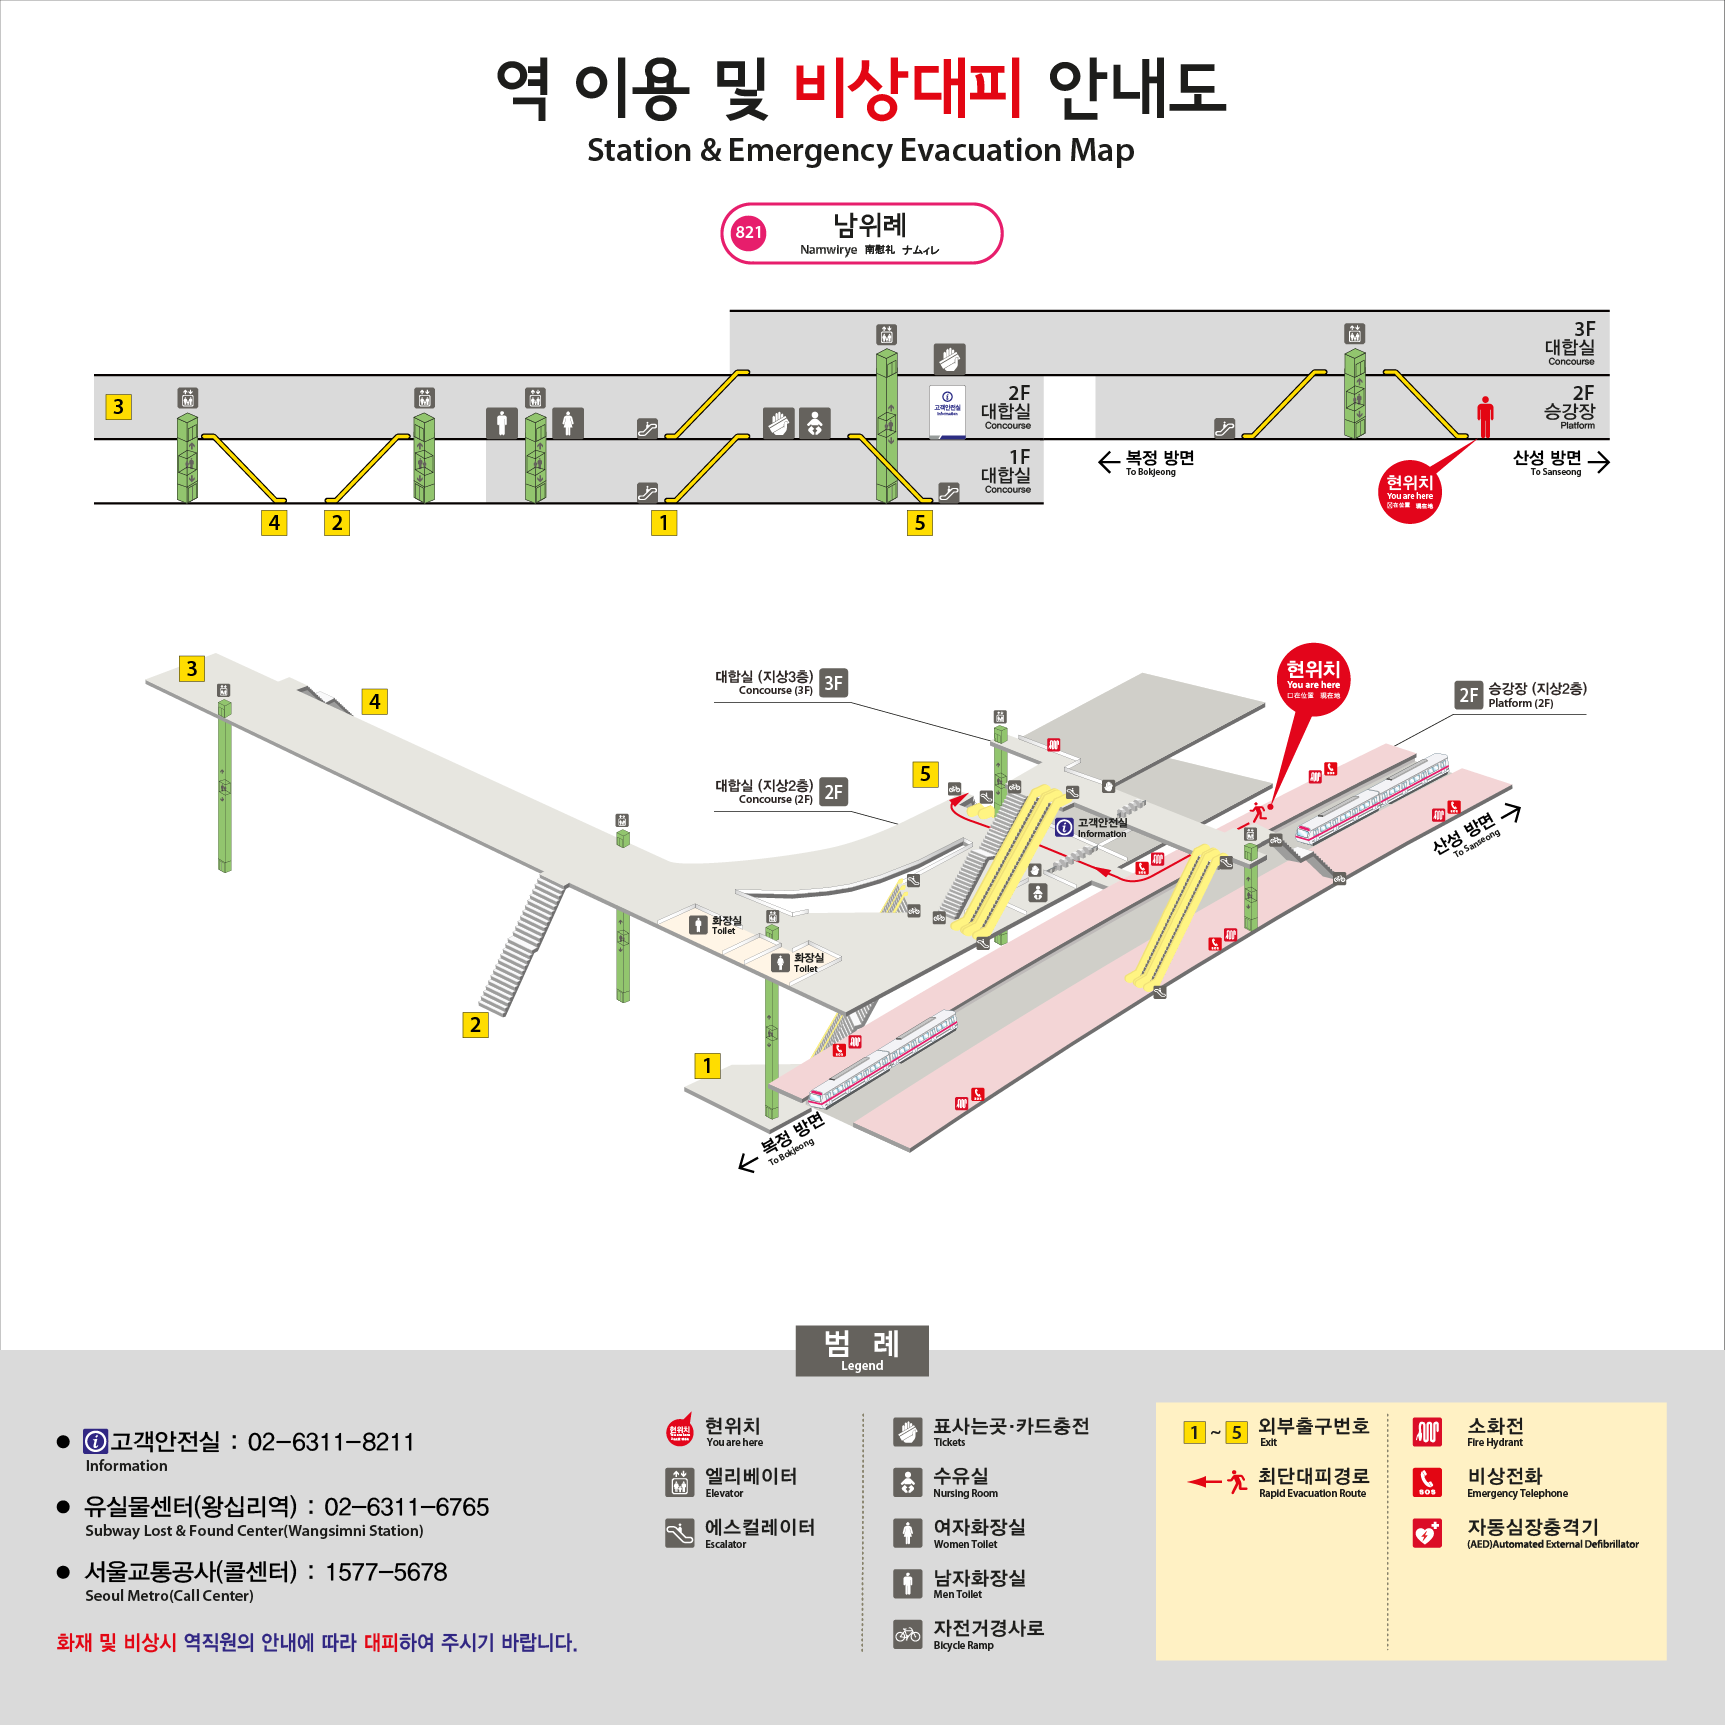 역 이용 및 비상대피 안내도
Station & Emergency Evacuation Map
821
남위례
Namwirye 南慰礼 ナムィレ
3F
대합실
Concourse
3
2F
대합실
Concourse
고객안전실
Information
2F
승강장
Platform
1F
대합실
Concourse
복정 방면
To Bokjeong
산성 방면
To Sanseong
현위치
You are here
在位置 現在地
4
2
1
5
3
4
대합실 (지상3층)
Concourse (3F)
3F
현위치
You are here
在位置 現在地
2F
승강장 (지상2층)
Platform (2F)
대합실 (지상2층)
Concourse (2F)
2F
5
고객안전실
Information
산성 방면
To Sanseong
화장실
Toilet
화장실
Toilet
2
1
복정 방면
To Bokjeong
범 례
Legend
고객안전실 : 02-6311-8211
Information
유실물센터(왕십리역) : 02-6311-6765
Subway Lost & Found Center(Wangsimni Station)
서울교통공사(콜센터) : 1577-5678
Seoul Metro(Call Center)
화재 및 비상시 역직원의 안내에 따라 대피하여 주시기 바랍니다.
현위치
You are here
엘리베이터
Elevator
에스컬레이터
Escalator
표사는곳·카드충전
Tickets
수유실
Nursing Room
여자화장실
Women Toilet
남자화장실
Men Toilet
자전거경사로
Bicycle Ramp
1 ~ 5 외부출구번호
Exit
최단대피경로
Rapid Evacuation Route
소화전
Fire Hydrant
SOS
비상전화
Emergency Telephone
자동심장충격기
(AED)Automated External Defibrillator